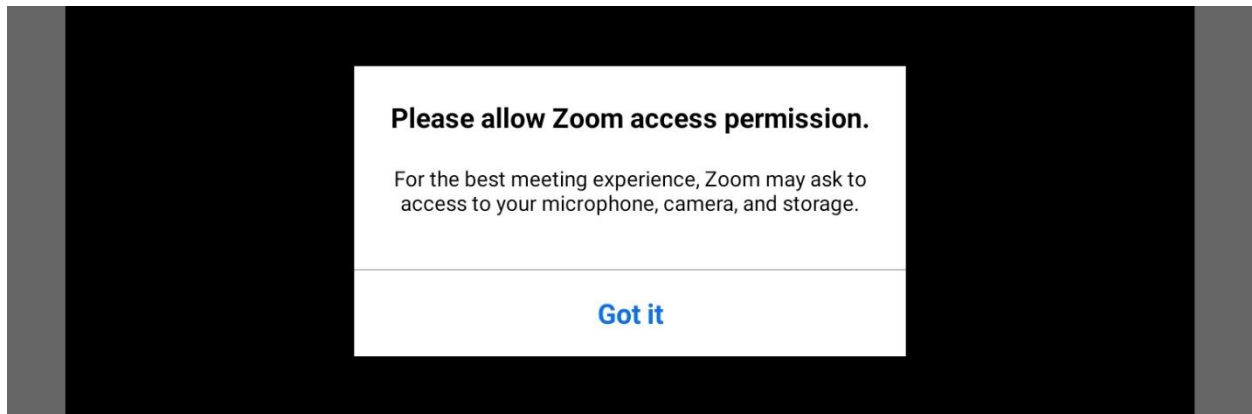 Please allow Zoom access permission.
For the best meeting experience, Zoom may ask to
access to your microphone, camera, and storage.
Got it